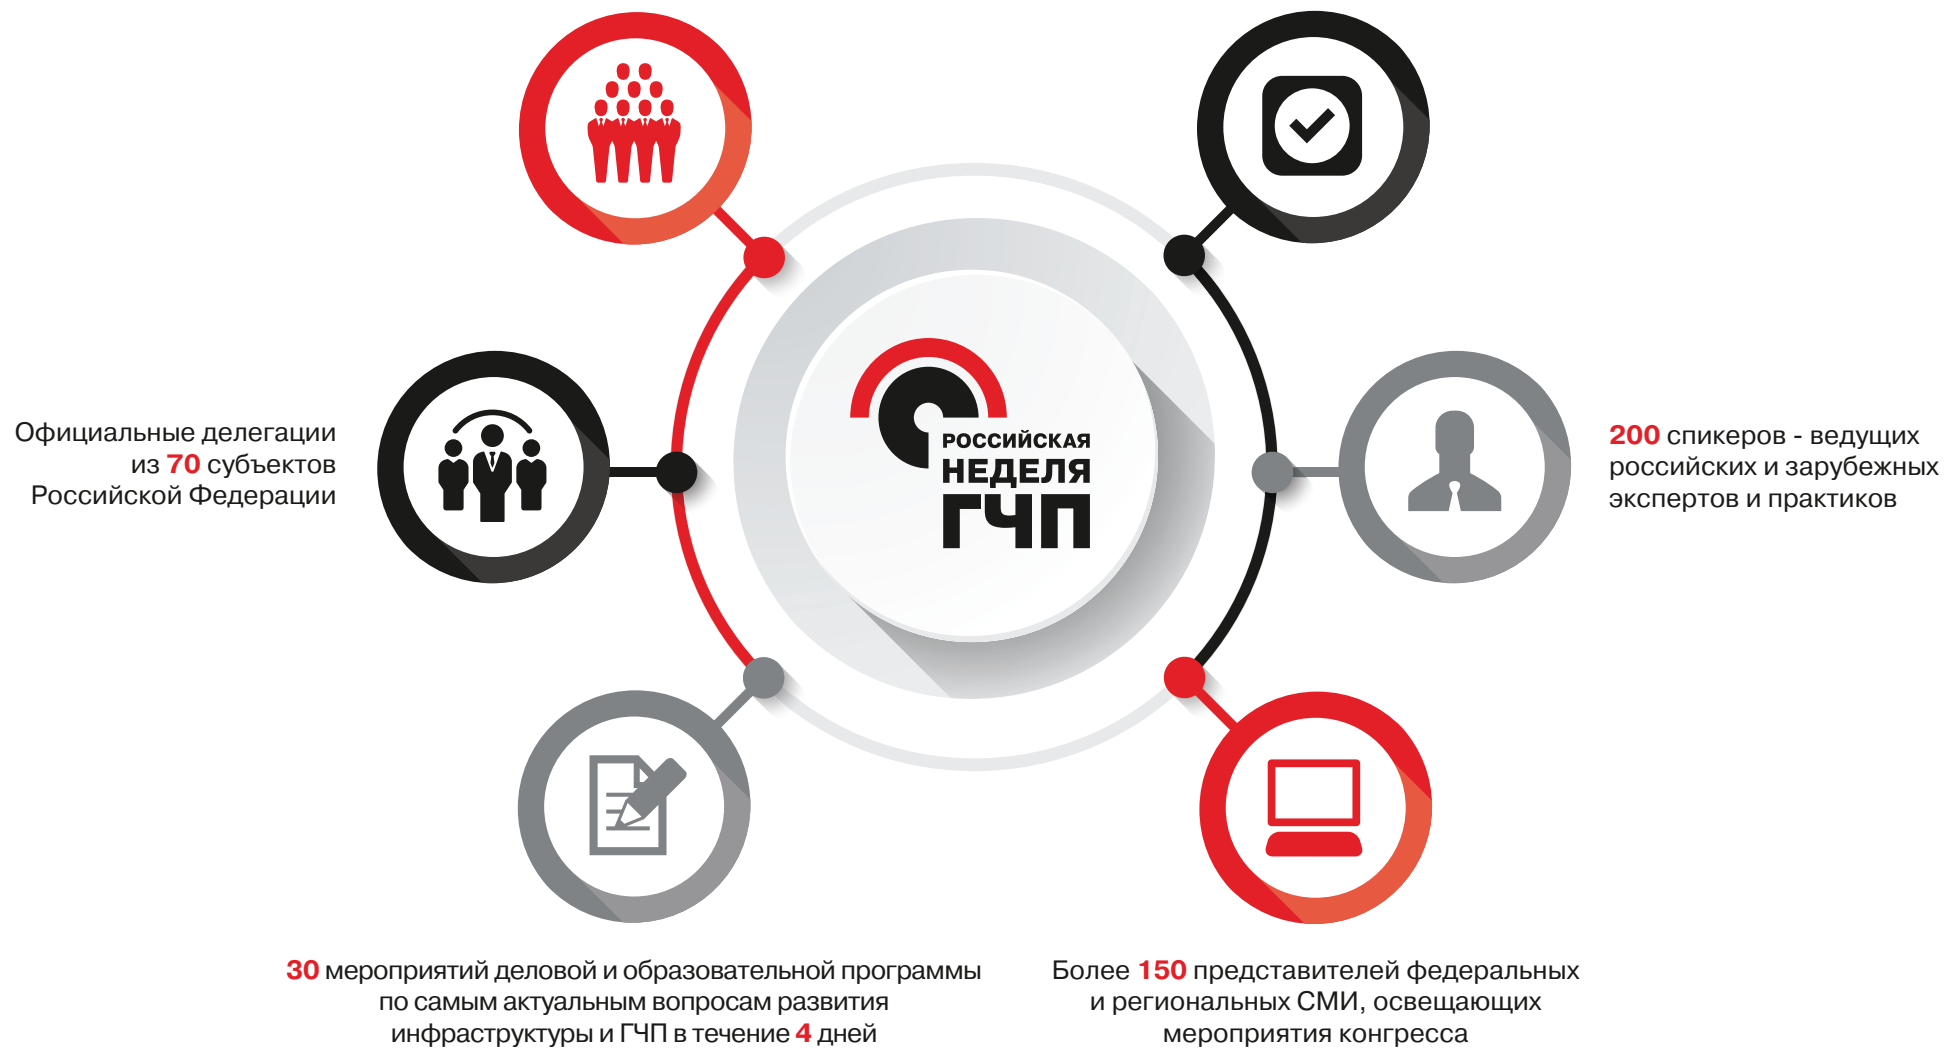 Официальные делегации
из 70 субъектов
Российской Федерации
РОССИЙСКАЯ
НЕДЕЛЯ
ГЧП
200 спикеров - ведущих
российских и зарубежных
экспертов и практиков
30 мероприятий деловой и образовательной программы
по самым актуальным вопросам развития
инфраструктуры и ГЧП в течение 4 дней
Более 150 представителей федеральных
и региональных СМИ, освещающих
мероприятия конгресса